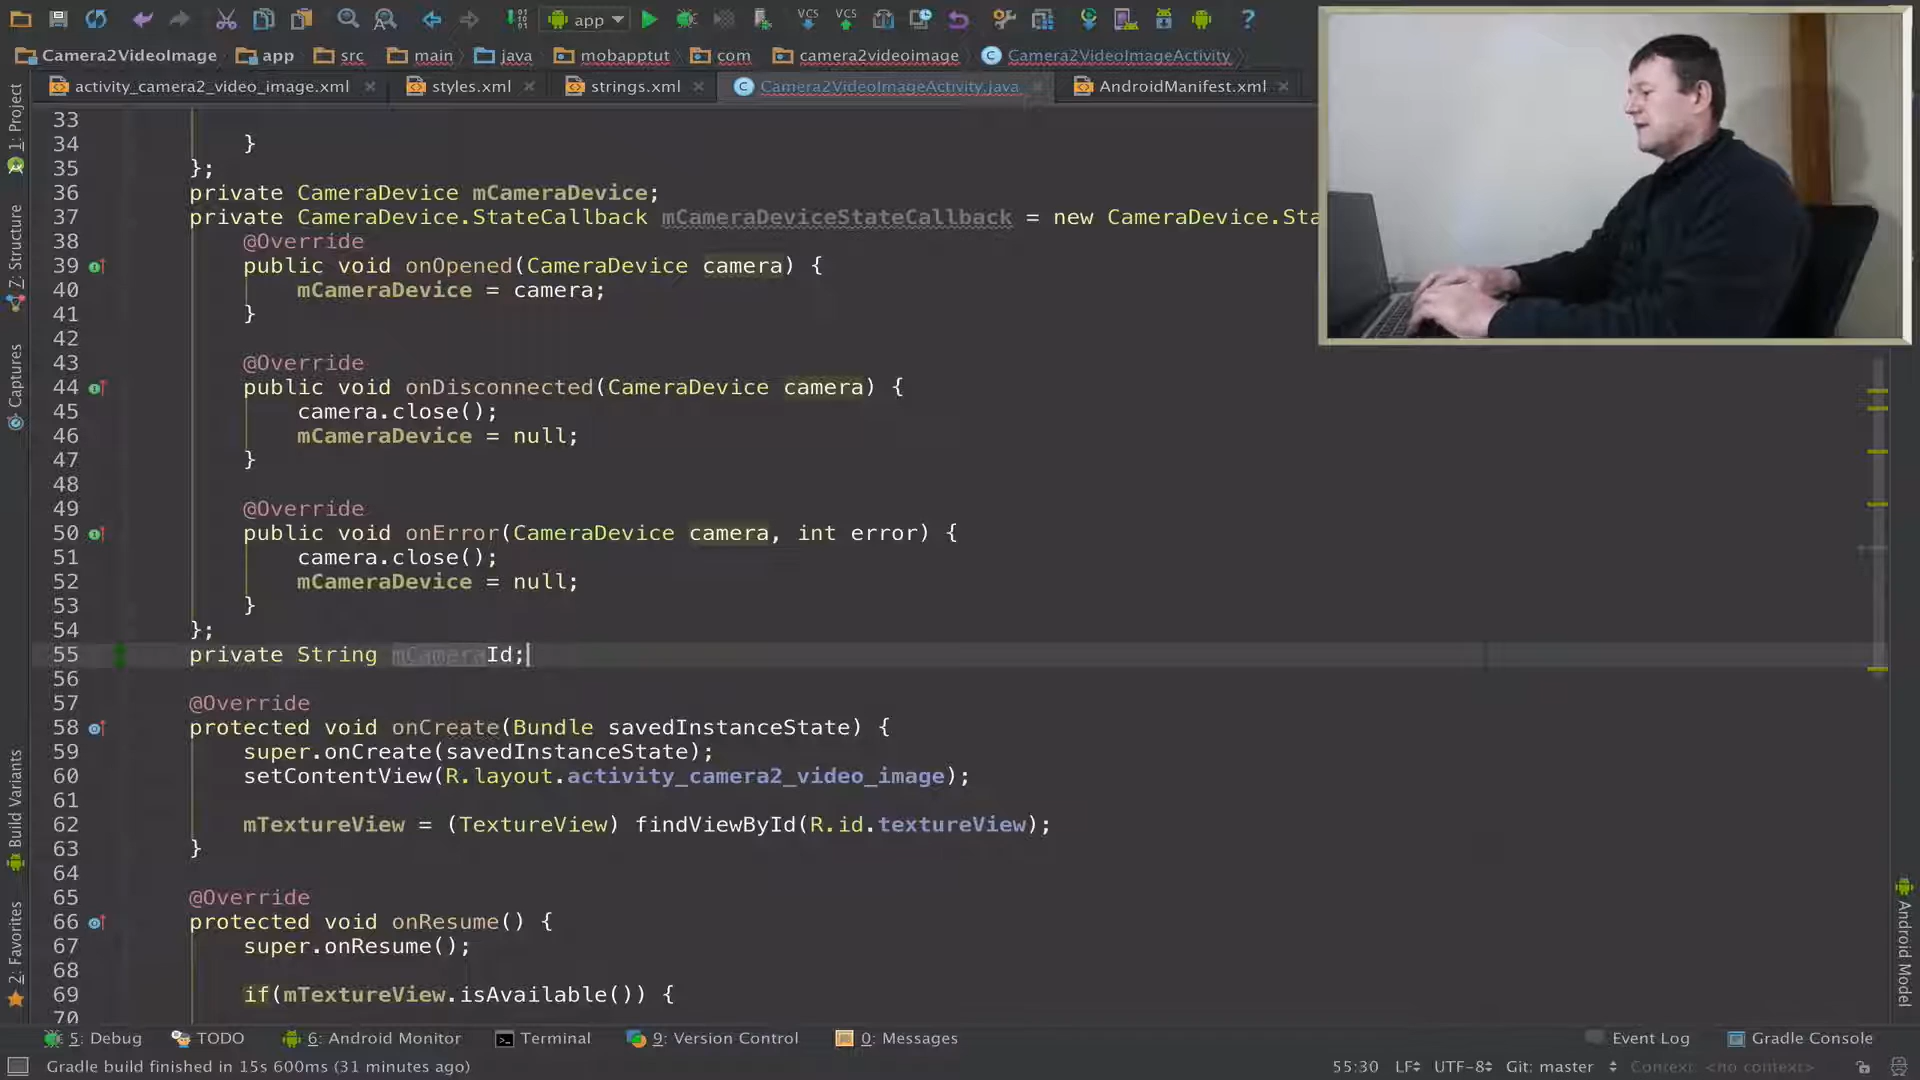 app
Camera2VideoImage app src main java mobapptut com camera2videoimage Camera2VideoImageActivity
activity_camera2_video_image.xml styles.xml strings.xml Camera2VideoImageActivity.java AndroidManifest.xml
1: Project
7: Structure
Captures
Build Variants
2: Favorites
33
34 }
35 };
36 private CameraDevice mCameraDevice;
37 private CameraDevice.StateCallback mCameraDeviceStateCallback = new CameraDevice.Sta
38 @Override
39 public void onOpened(CameraDevice camera) {
40 mCameraDevice = camera;
41 }
42
43 @Override
44 public void onDisconnected(CameraDevice camera) {
45 camera.close();
46 mCameraDevice = null;
47 }
48
49 @Override
50 public void onError(CameraDevice camera, int error) {
51 camera.close();
52 mCameraDevice = null;
53 }
54 };
55 private String mCameraId;
56
57 @Override
58 protected void onCreate(Bundle savedInstanceState) {
59 super.onCreate(savedInstanceState);
60 setContentView(R.layout.activity_camera2_video_image);
61
62 mTextureView = (TextureView) findViewById(R.id.textureView);
63 }
64
65 @Override
66 protected void onResume() {
67 super.onResume();
68
69 if(mTextureView.isAvailable()) {
70
Android Model
5: Debug TODO 6: Android Monitor Terminal 9: Version Control 0: Messages Event Log Gradle Console
Gradle build finished in 15s 600ms (31 minutes ago) 55:30 LF UTF-8 Git: master Context: <no context>